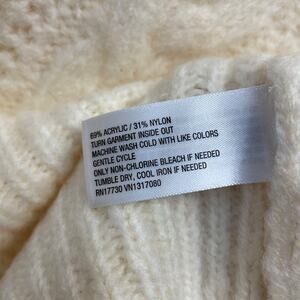 69% ACRYLIC / 31% NYLON
TURN GARMENT INSIDE OUT
MACHINE WASH COLD WITH LIKE COLORS
GENTLE CYCLE
ONLY NON-CHLORINE BLEACH IF NEEDED
TUMBLE DRY, COOL IRON IF NEEDED
RN17730 VN1317080